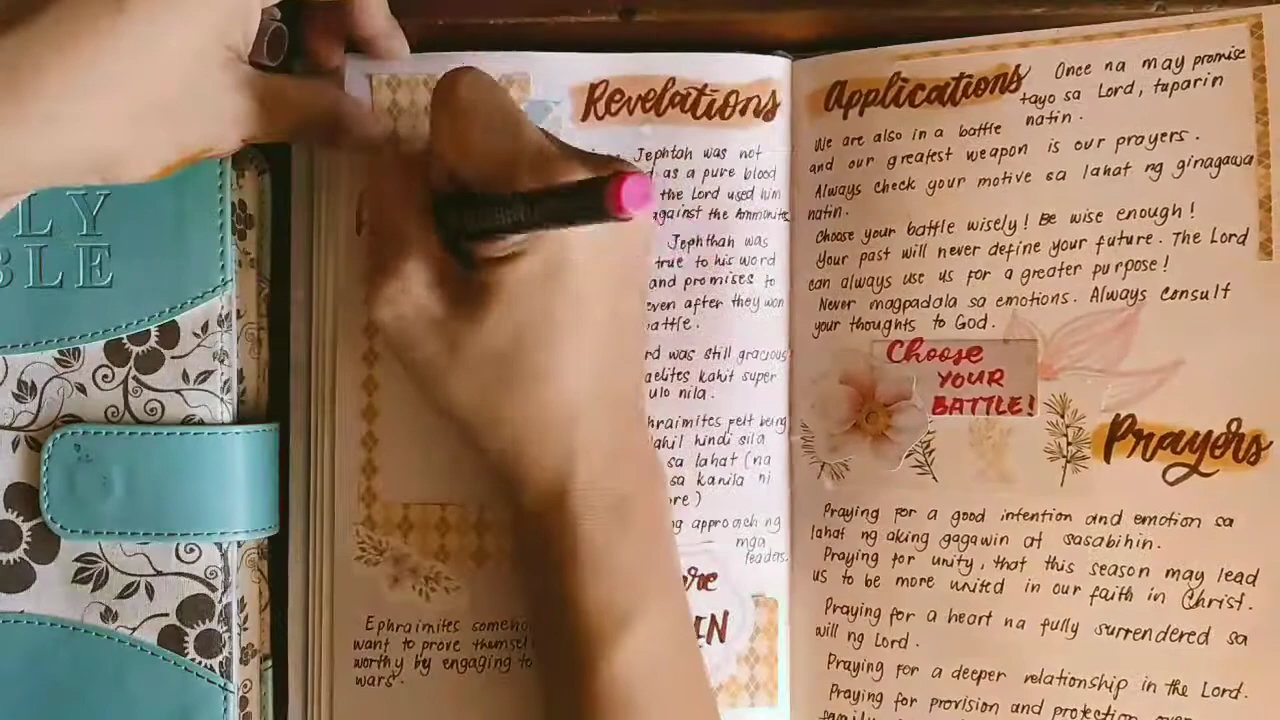 LY
BLE
Revelations
Jephtah was not
as a pure blood
the Lord used him
against the Ammonites
Jephthah was
true to his word
and promises to
even after they won
was still gracious
kahit super
nila.
felt being
hindi sila
sa lahat (na
sa kanila ni
approach ng
mga
leaders.
Ephraimites
want to prove
worthy by engaging to
wars.
Applications
Once na may promise
tayo sa Lord, tuparin
natin.
We are also in a battle
and our greatest weapon is our prayers.
Always check your motive sa lahat ng ginagawa
natin.
Choose your battle wisely! Be wise enough!
Your past will never define your future. The Lord
can always use us for a greater purpose!
Never magpadala sa emotions. Always consult
your thoughts to God.
Choose
YOUR
BATTLE!
Prayers
Praying for a good intention and emotion sa
lahat ng aking gagawin at sasabihin.
Praying for unity, that this season may lead
us to be more united in our faith in Christ.
Praying for a heart na fully surrendered sa
will ng Lord.
Praying for a deeper relationship in the Lord.
Praying for provision and protection over